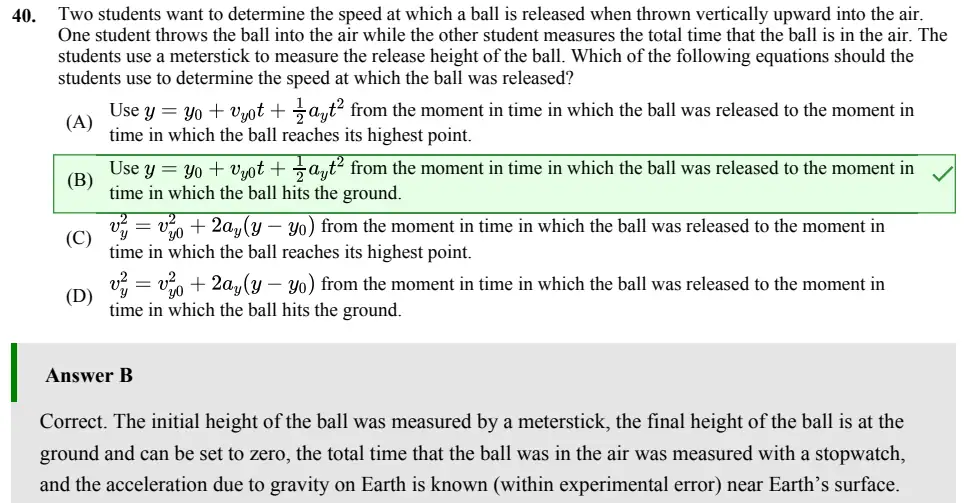 40. Two students want to determine the speed at which a ball is released when thrown vertically upward into the air.
One student throws the ball into the air while the other student measures the total time that the ball is in the air. The
students use a meterstick to measure the release height of the ball. Which of the following equations should the
students use to determine the speed at which the ball was released?
(A) Use y = y₀ + v_{y0}t + ½a_yt² from the moment in time in which the ball was released to the moment in
time in which the ball reaches its highest point.
(B) Use y = y₀ + v_{y0}t + ½a_yt² from the moment in time in which the ball was released to the moment in
time in which the ball hits the ground.
(C) v_y² = v_{y0}² + 2a_y(y − y₀) from the moment in time in which the ball was released to the moment in
time in which the ball reaches its highest point.
(D) v_y² = v_{y0}² + 2a_y(y − y₀) from the moment in time in which the ball was released to the moment in
time in which the ball hits the ground.
Answer B
Correct. The initial height of the ball was measured by a meterstick, the final height of the ball is at the
ground and can be set to zero, the total time that the ball was in the air was measured with a stopwatch,
and the acceleration due to gravity on Earth is known (within experimental error) near Earth’s surface.